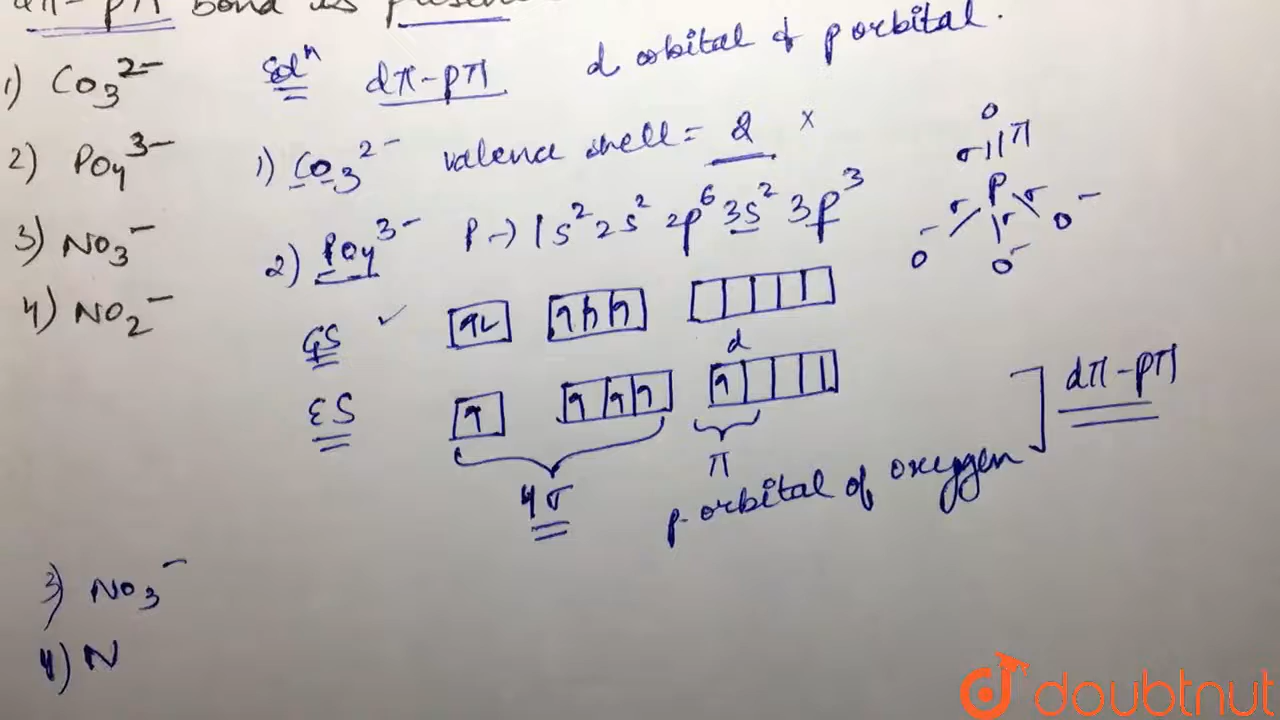 dπ-pπ bond is present
1) CO3^2-
2) PO4^3-
3) NO3^-
4) NO2^-
Solⁿ dπ-pπ d orbital & p orbital.
1) CO3^2- valence shell = 2 ×
2) PO4^3- P → 1s² 2s² 2p⁶ 3s² 3p³
O
σ || π
P
σ σ σ
O^- O^- O^-
GS ✓
d
ES
4σ π
p-orbital of oxygen ] dπ-pπ
3) NO3^-
4) N
doubtnut